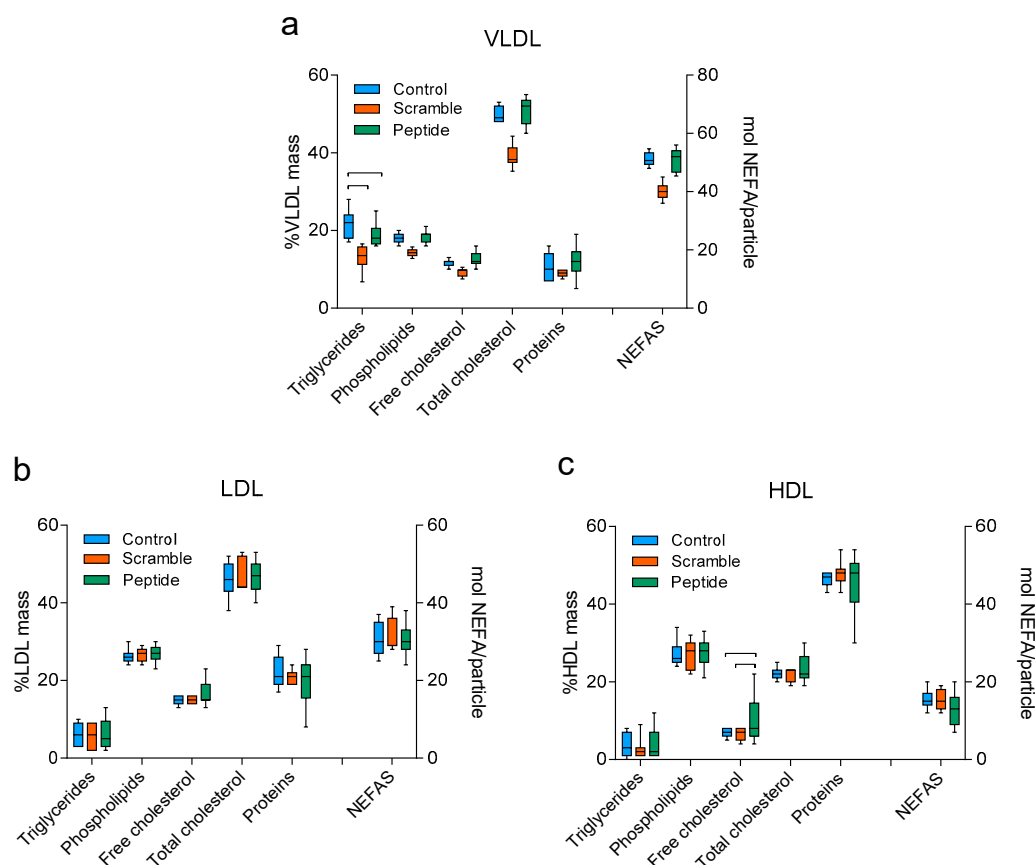 a
VLDL
60
40
20
0
%VLDL mass
Control
Scramble
Peptide
80
60
40
20
0
mol NEFA/particle
Triglycerides
Phospholipids
Free cholesterol
Total cholesterol
Proteins
NEFAS
b
LDL
60
40
20
0
%LDL mass
Control
Scramble
Peptide
60
40
20
0
mol NEFA/particle
Triglycerides
Phospholipids
Free cholesterol
Total cholesterol
Proteins
NEFAS
c
HDL
60
40
20
0
%HDL mass
Control
Scramble
Peptide
60
40
20
0
mol NEFA/particle
Triglycerides
Phospholipids
Free cholesterol
Total cholesterol
Proteins
NEFAS